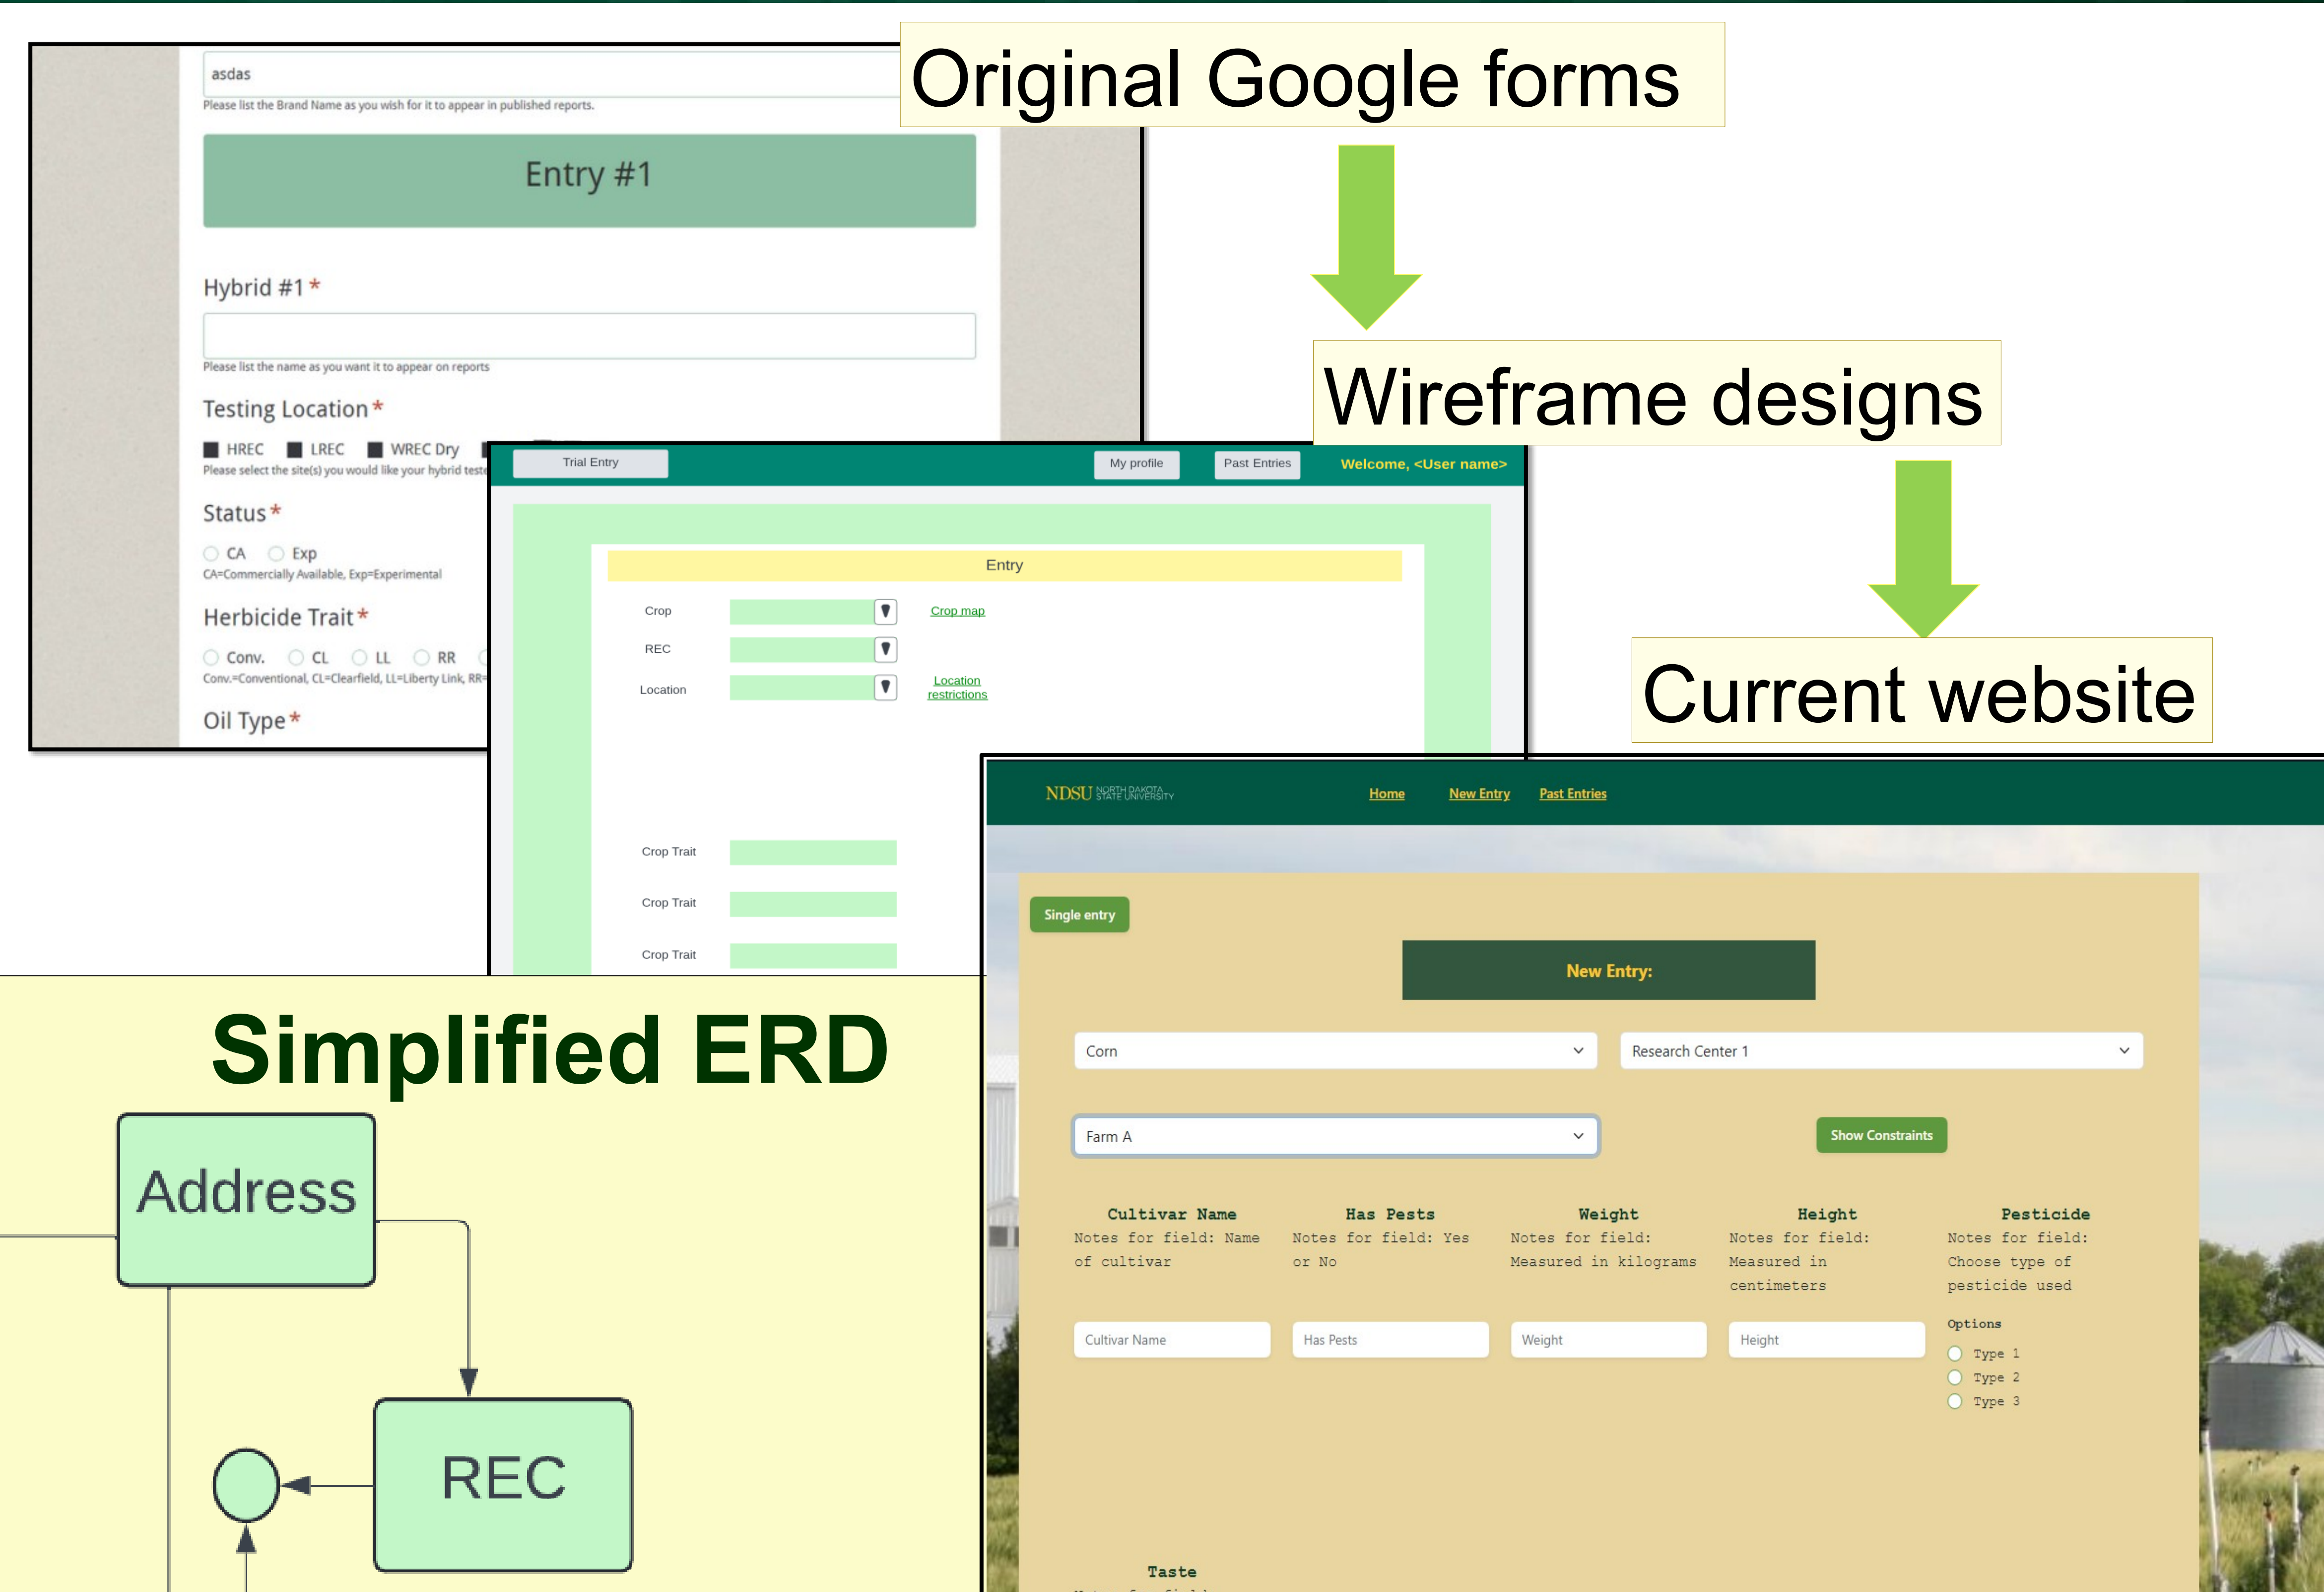 Original Google forms
asdas
Please list the Brand Name as you wish for it to appear in published reports.
Entry #1
Hybrid #1*
Please list the name as you want it to appear on reports
Testing Location*
HREC LREC WREC Dry
Please select the site(s) you would like your hybrid teste
Status*
CA Exp
CA=Commercially Available, Exp=Experimental
Herbicide Trait*
Conv. CL LL RR
Conv.=Conventional, CL=Clearfield, LL=Liberty Link, RR=
Oil Type*
Wireframe designs
Trial Entry My profile Past Entries Welcome, <User name>
Entry
Crop Crop map
REC
Location Location
restrictions
Crop Trait
Crop Trait
Crop Trait
Current website
NDSU NORTH DAKOTA
STATE UNIVERSITY
Home New Entry Past Entries
Single entry
New Entry:
Corn Research Center 1
Farm A Show Constraints
Cultivar Name
Notes for field: Name
of cultivar
Cultivar Name
Has Pests
Notes for field: Yes
or No
Has Pests
Weight
Notes for field:
Measured in kilograms
Weight
Height
Notes for field:
Measured in
centimeters
Height
Pesticide
Notes for field:
Choose type of
pesticide used
Options
Type 1
Type 2
Type 3
Taste
Simplified ERD
Address
REC